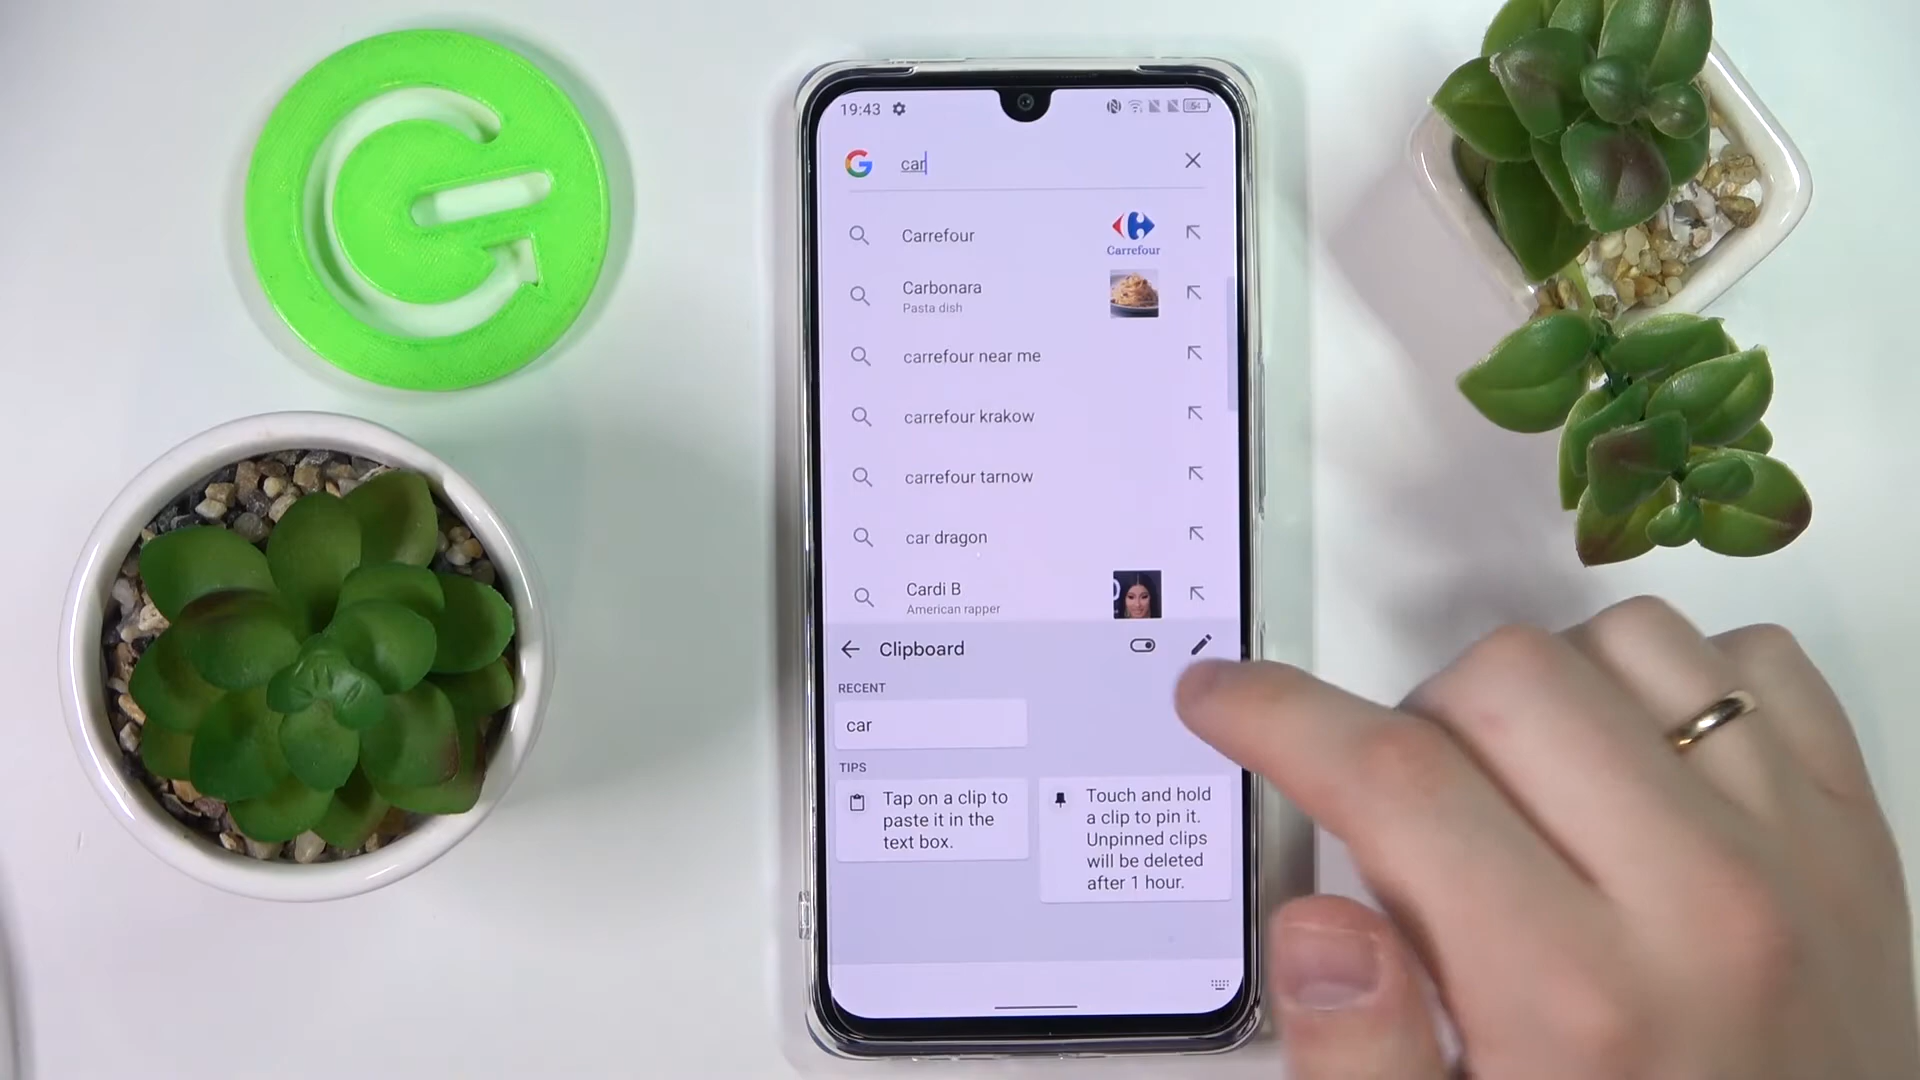 19:43
54
car
Carrefour
Carrefour
Carbonara
Pasta dish
carrefour near me
carrefour krakow
carrefour tarnow
car dragon
Cardi B
American rapper
Clipboard
RECENT
car
TIPS
Tap on a clip to
paste it in the
text box.
Touch and hold
a clip to pin it.
Unpinned clips
will be deleted
after 1 hour.